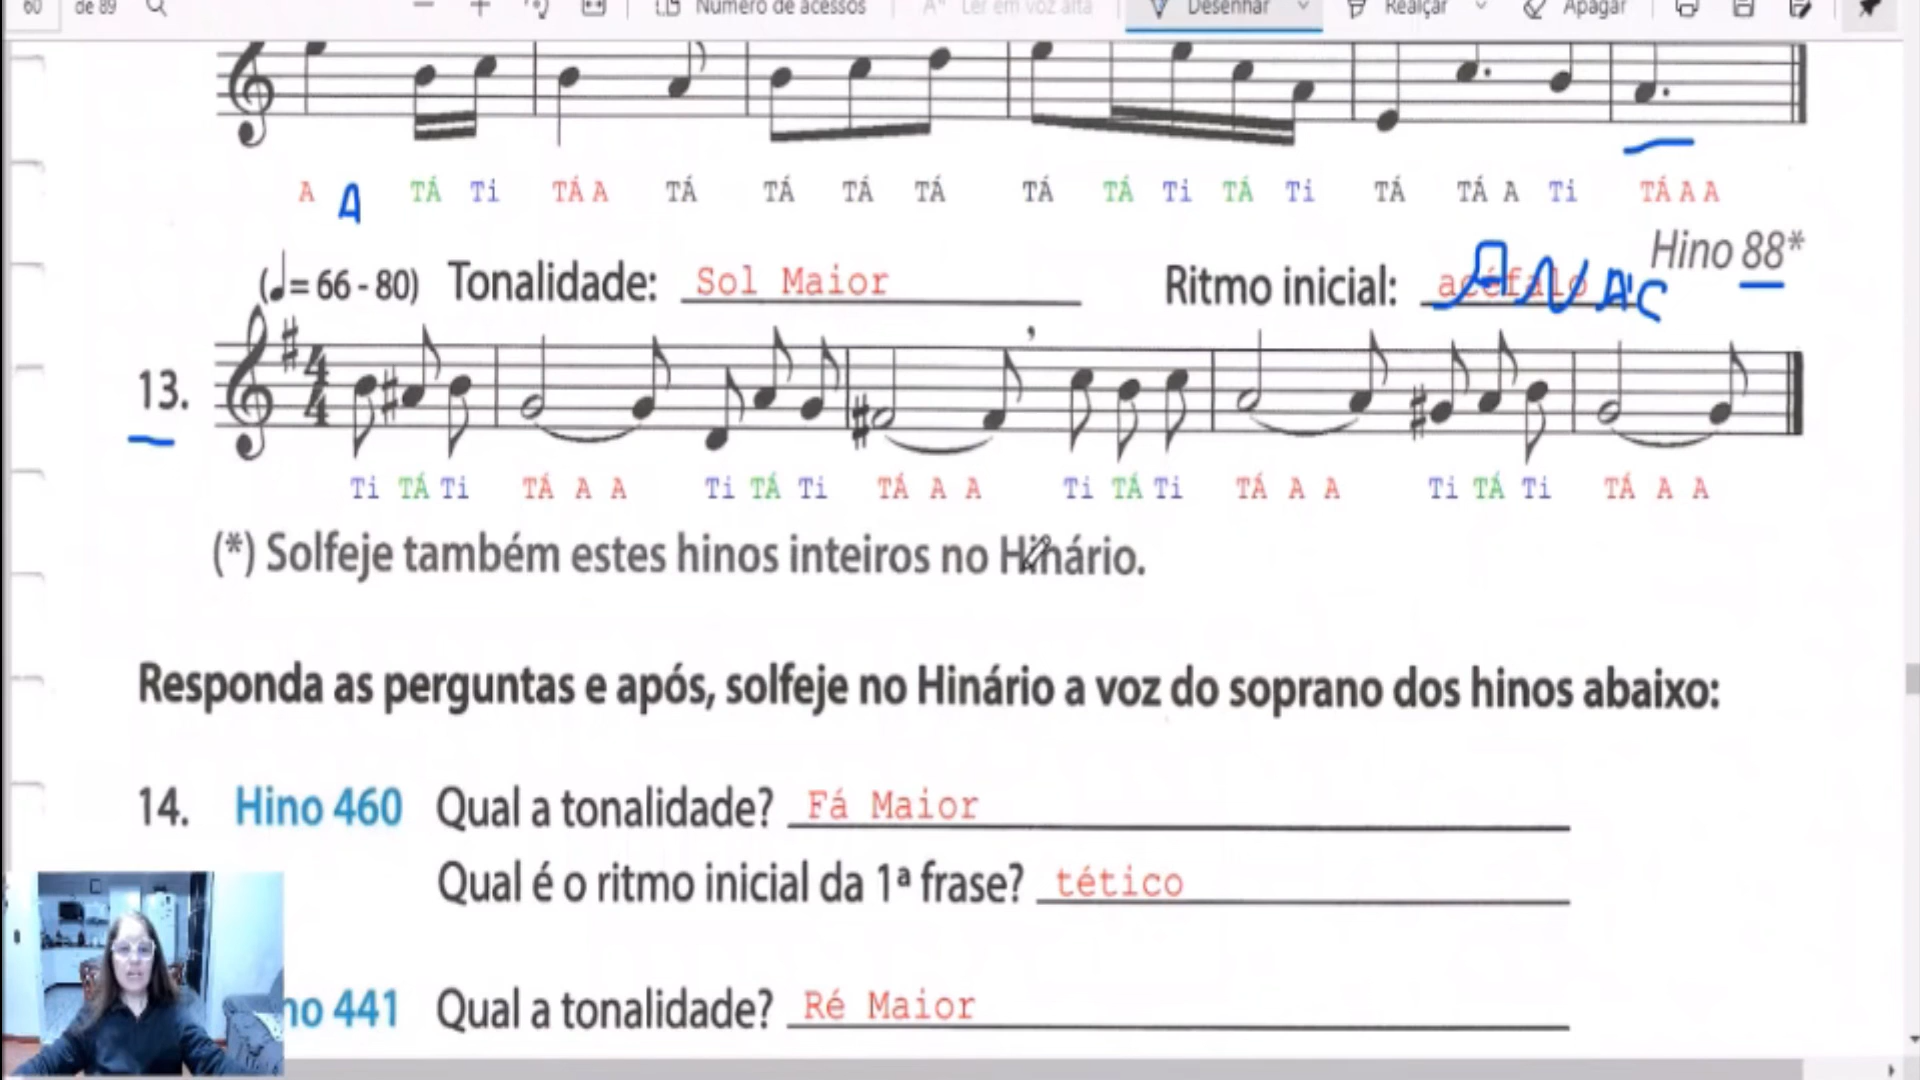 60 de 89 Número de acessos Ler em voz alta Desenhar Realçar Apagar
A A TÁ Ti TÁ A TÁ TÁ TÁ TÁ TÁ TÁ Ti TÁ Ti TÁ TÁ A Ti TÁ A A
Hino 88*
(♩= 66 - 80) Tonalidade: Sol Maior Ritmo inicial: acéfalo ANAC
13. 4/4
Ti TÁ Ti TÁ A A Ti TÁ Ti TÁ A A Ti TÁ Ti TÁ A A Ti TÁ Ti TÁ A A
(*) Solfeje também estes hinos inteiros no Hinário.
Responda as perguntas e após, solfeje no Hinário a voz do soprano dos hinos abaixo:
14. Hino 460 Qual a tonalidade? Fá Maior
Qual é o ritmo inicial da 1ª frase? tético
no 441 Qual a tonalidade? Ré Maior